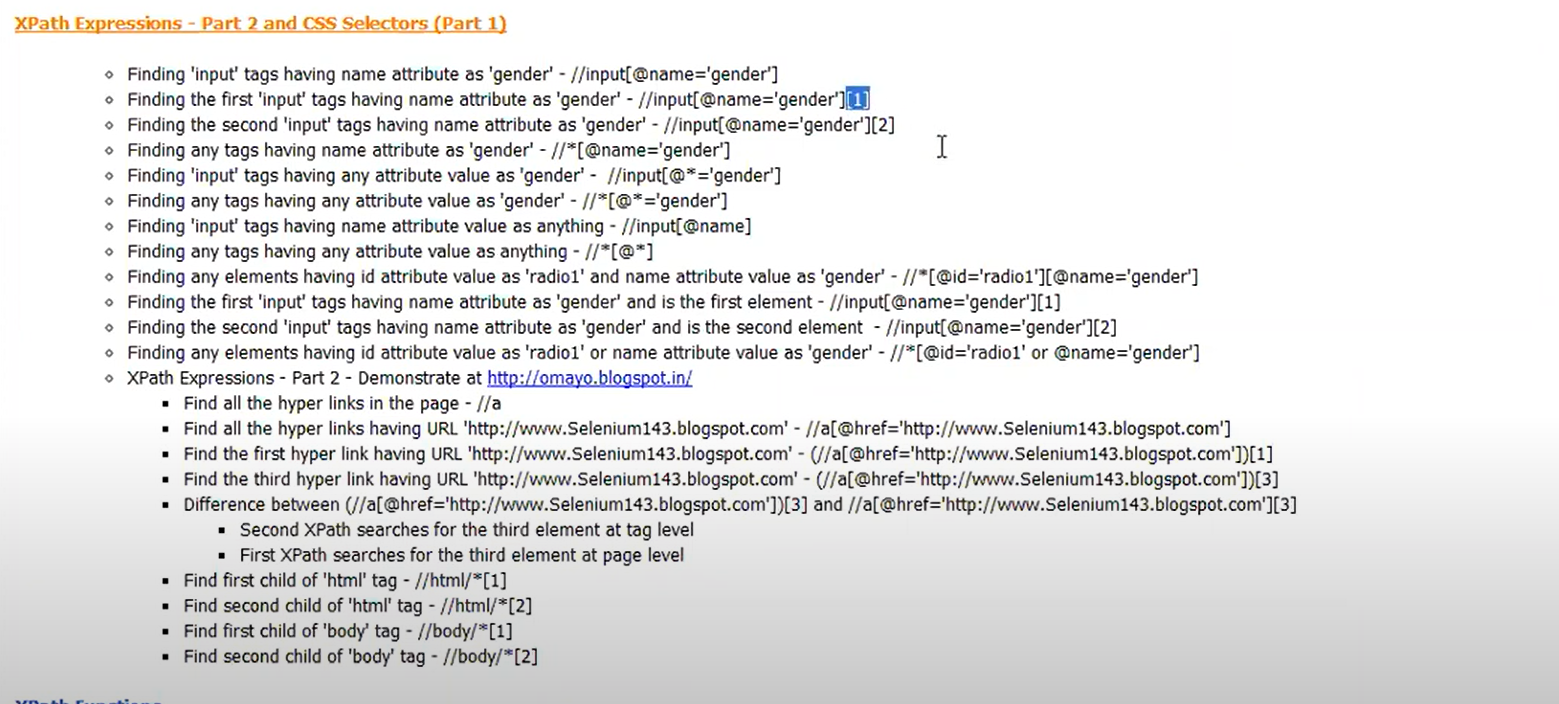 XPath Expressions - Part 2 and CSS Selectors (Part 1)
Finding 'input' tags having name attribute as 'gender' - //input[@name='gender']
Finding the first 'input' tags having name attribute as 'gender' - //input[@name='gender'][1]
Finding the second 'input' tags having name attribute as 'gender' - //input[@name='gender'][2]
Finding any tags having name attribute as 'gender' - //*[@name='gender']
Finding 'input' tags having any attribute value as 'gender' - //input[@*='gender']
Finding any tags having any attribute value as 'gender' - //*[@*='gender']
Finding 'input' tags having name attribute value as anything - //input[@name]
Finding any tags having any attribute value as anything - //*[@*]
Finding any elements having id attribute value as 'radio1' and name attribute value as 'gender' - //*[@id='radio1'][@name='gender']
Finding the first 'input' tags having name attribute as 'gender' and is the first element - //input[@name='gender'][1]
Finding the second 'input' tags having name attribute as 'gender' and is the second element - //input[@name='gender'][2]
Finding any elements having id attribute value as 'radio1' or name attribute value as 'gender' - //*[@id='radio1' or @name='gender']
XPath Expressions - Part 2 - Demonstrate at http://omayo.blogspot.in/
Find all the hyper links in the page - //a
Find all the hyper links having URL 'http://www.Selenium143.blogspot.com' - //a[@href='http://www.Selenium143.blogspot.com']
Find the first hyper link having URL 'http://www.Selenium143.blogspot.com' - (//a[@href='http://www.Selenium143.blogspot.com'])[1]
Find the third hyper link having URL 'http://www.Selenium143.blogspot.com' - (//a[@href='http://www.Selenium143.blogspot.com'])[3]
Difference between (//a[@href='http://www.Selenium143.blogspot.com'])[3] and //a[@href='http://www.Selenium143.blogspot.com'][3]
Second XPath searches for the third element at tag level
First XPath searches for the third element at page level
Find first child of 'html' tag - //html/*[1]
Find second child of 'html' tag - //html/*[2]
Find first child of 'body' tag - //body/*[1]
Find second child of 'body' tag - //body/*[2]
XPath Functions